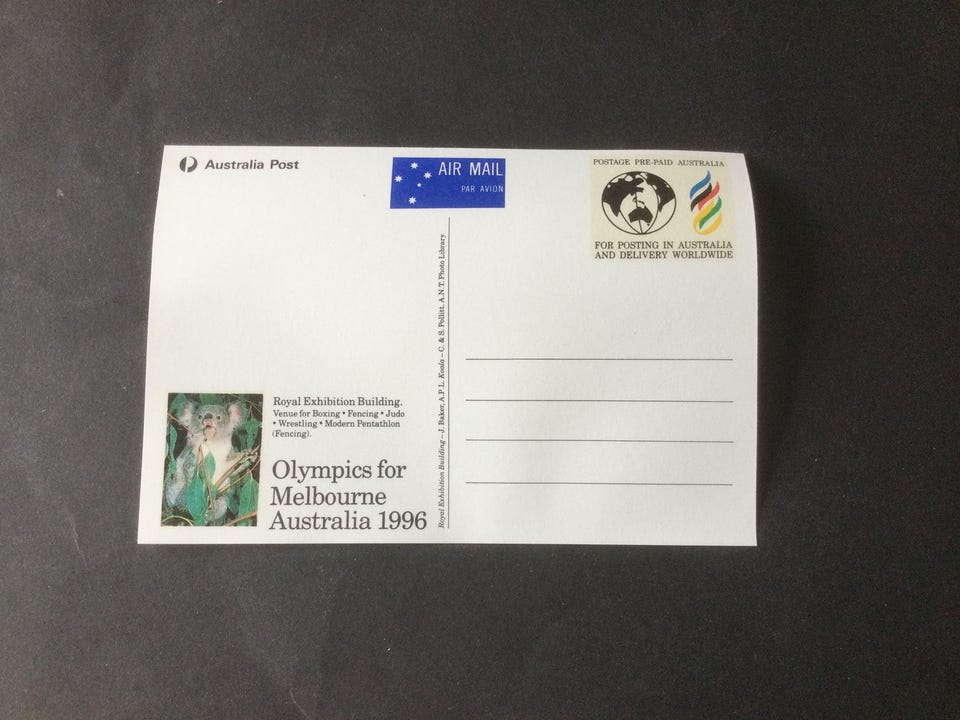 Australia Post
AIR MAIL
PAR AVION
POSTAGE PRE-PAID AUSTRALIA
FOR POSTING IN AUSTRALIA
AND DELIVERY WORLDWIDE
Royal Exhibition Building – J. Baker, A.P.L. Koala – C. & S. Pollitt, A.N.T. Photo Library
Royal Exhibition Building.
Venue for Boxing • Fencing • Judo
• Wrestling • Modern Pentathlon
(Fencing).
Olympics for
Melbourne
Australia 1996